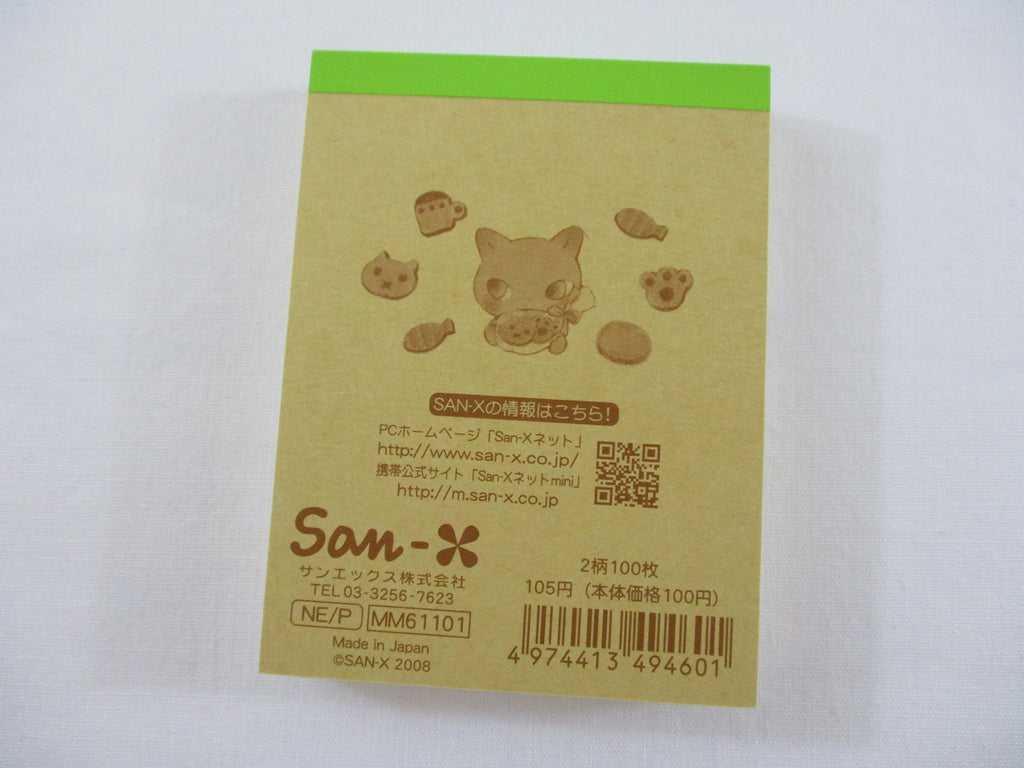 SAN-Xの情報はこちら!
PCホームページ「San-Xネット」
http://www.san-x.co.jp/
携帯公式サイト「San-Xネットmini」
http://m.san-x.co.jp
San-X
サンエックス株式会社
TEL 03-3256-7623
NE/P MM61101
Made in Japan
©SAN-X 2008
2柄100枚
105円（本体価格100円）
4 974413 494601